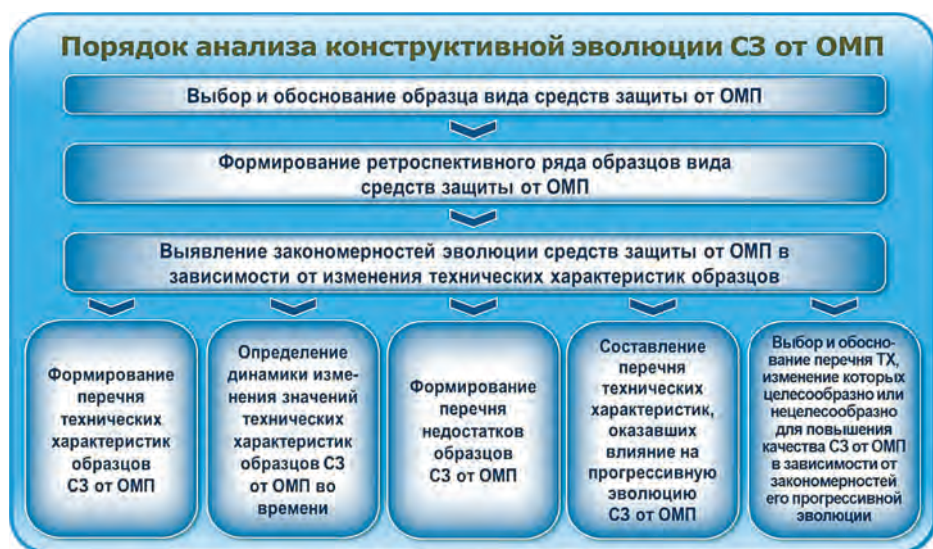 Порядок анализа конструктивной эволюции СЗ от ОМП
Выбор и обоснование образца вида средств защиты от ОМП
Формирование ретроспективного ряда образцов вида
средств защиты от ОМП
Выявление закономерностей эволюции средств защиты от ОМП в
зависимости от изменения технических характеристик образцов
Формирование
перечня
технических
характеристик
образцов
СЗ от ОМП
Определение
динамики изме-
нения значений
технических
характеристик
образцов СЗ
от ОМП во
времени
Формирование
перечня
недостатков
образцов
СЗ от ОМП
Составление
перечня
технических
характеристик,
оказавших
влияние на
прогрессивную
эволюцию
СЗ от ОМП
Выбор и обосно-
вание перечня ТХ,
изменение которых
целесообразно или
нецелесообразно
для повышения
качества СЗ от ОМП
в зависимости от
закономерностей
его прогрессивной
эволюции